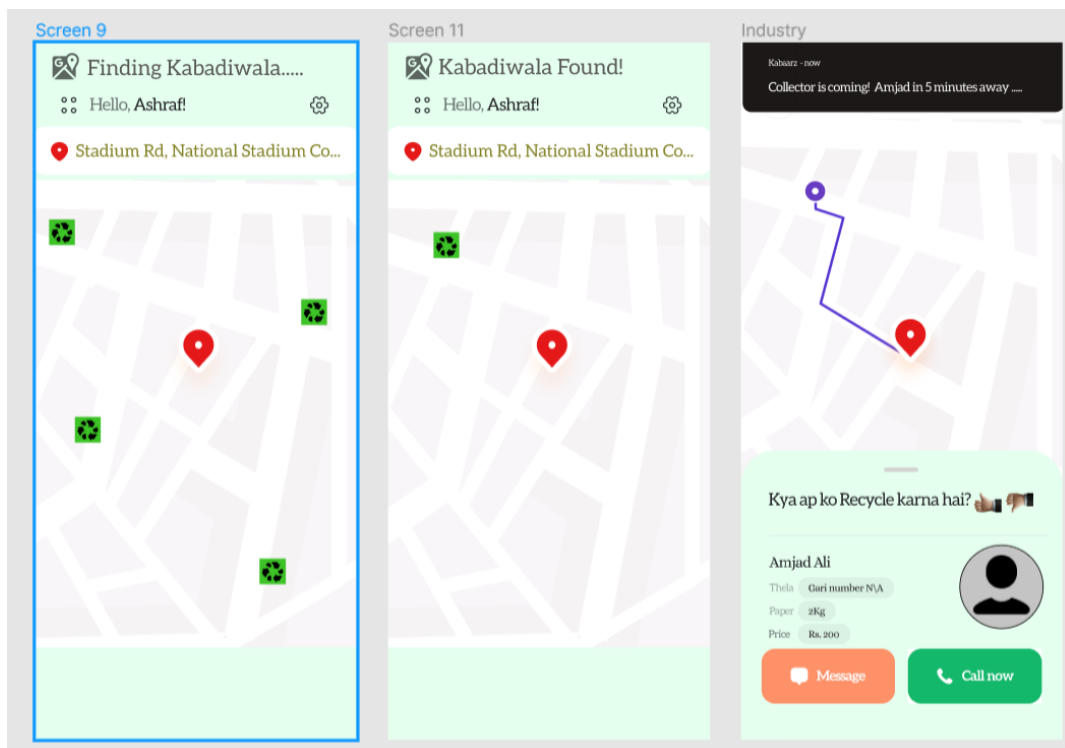 Screen 9
Finding Kabadiwala.....
Hello, Ashraf!
Stadium Rd, National Stadium Co...
Screen 11
Kabadiwala Found!
Hello, Ashraf!
Stadium Rd, National Stadium Co...
Industry
Kabaarz - now
Collector is coming! Amjad in 5 minutes away .....
Kya ap ko Recycle karna hai?
Amjad Ali
Thela Gari number N\A
Paper 2Kg
Price Rs. 200
Message Call now